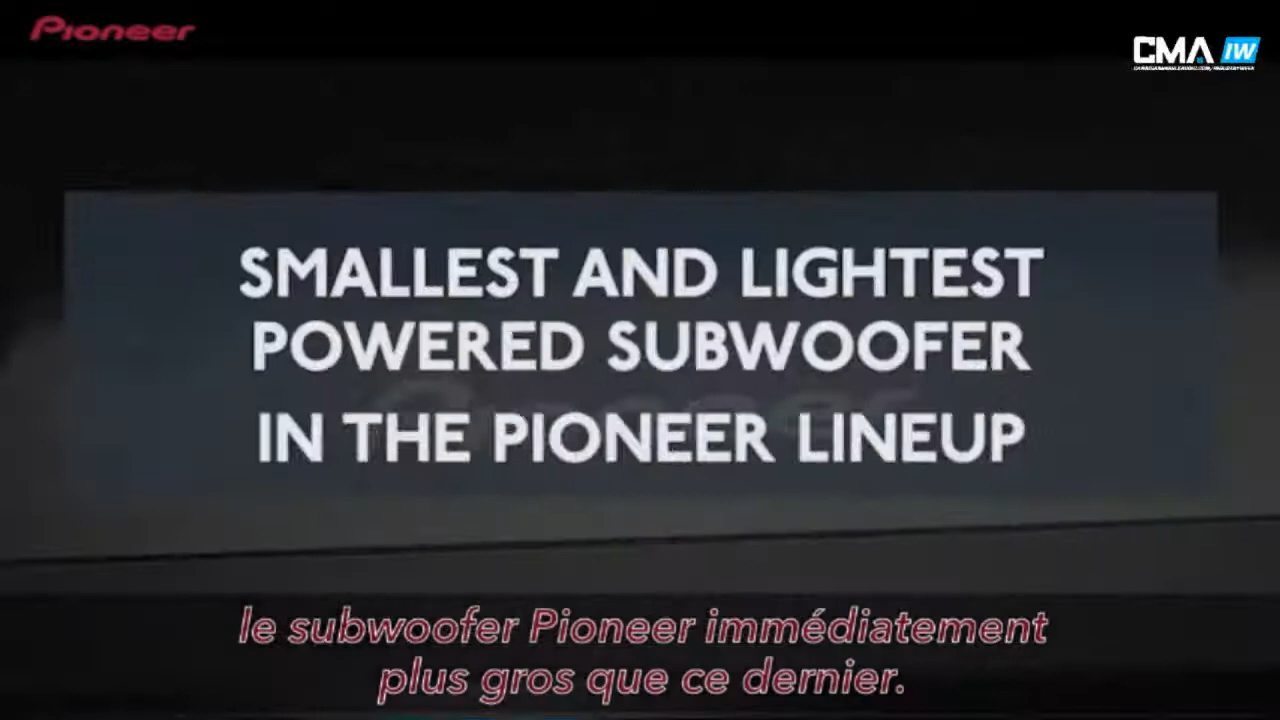 Pioneer
CMA IW
SMALLEST AND LIGHTEST
POWERED SUBWOOFER
IN THE PIONEER LINEUP
le subwoofer Pioneer immédiatement
plus gros que ce dernier.